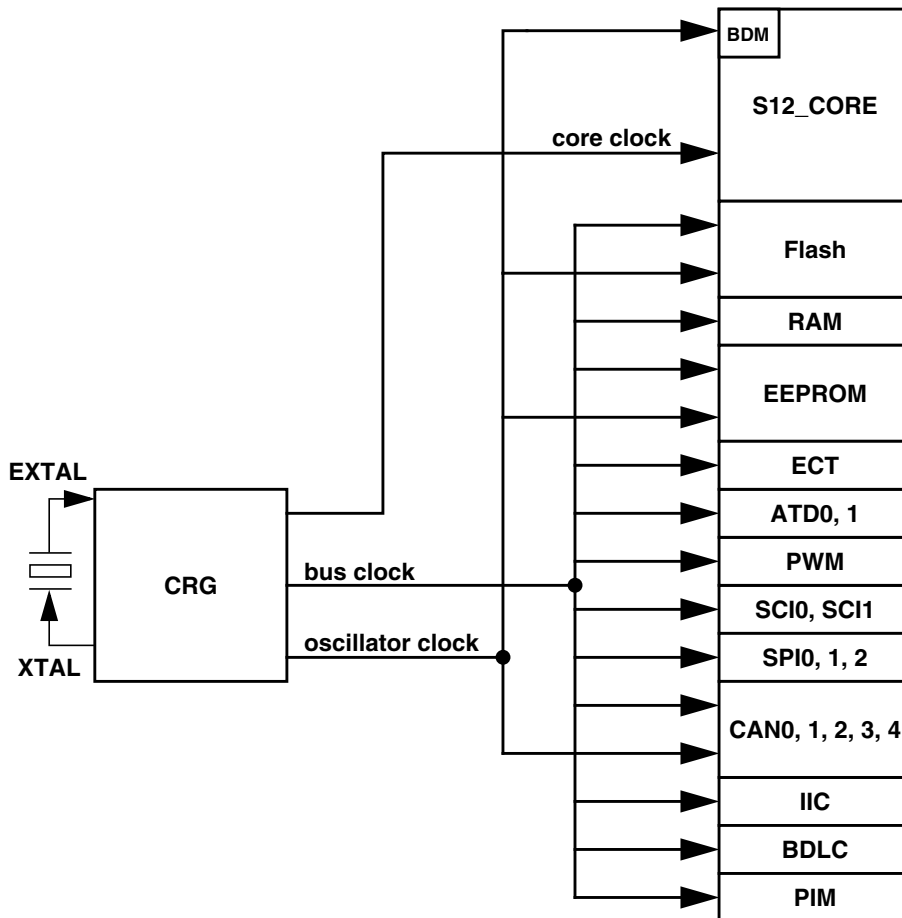 BDM
S12_CORE
core clock
Flash
RAM
EEPROM
EXTAL
ECT
ATD0, 1
CRG
bus clock
PWM
SCI0, SCI1
oscillator clock
XTAL
SPI0, 1, 2
CAN0, 1, 2, 3, 4
IIC
BDLC
PIM